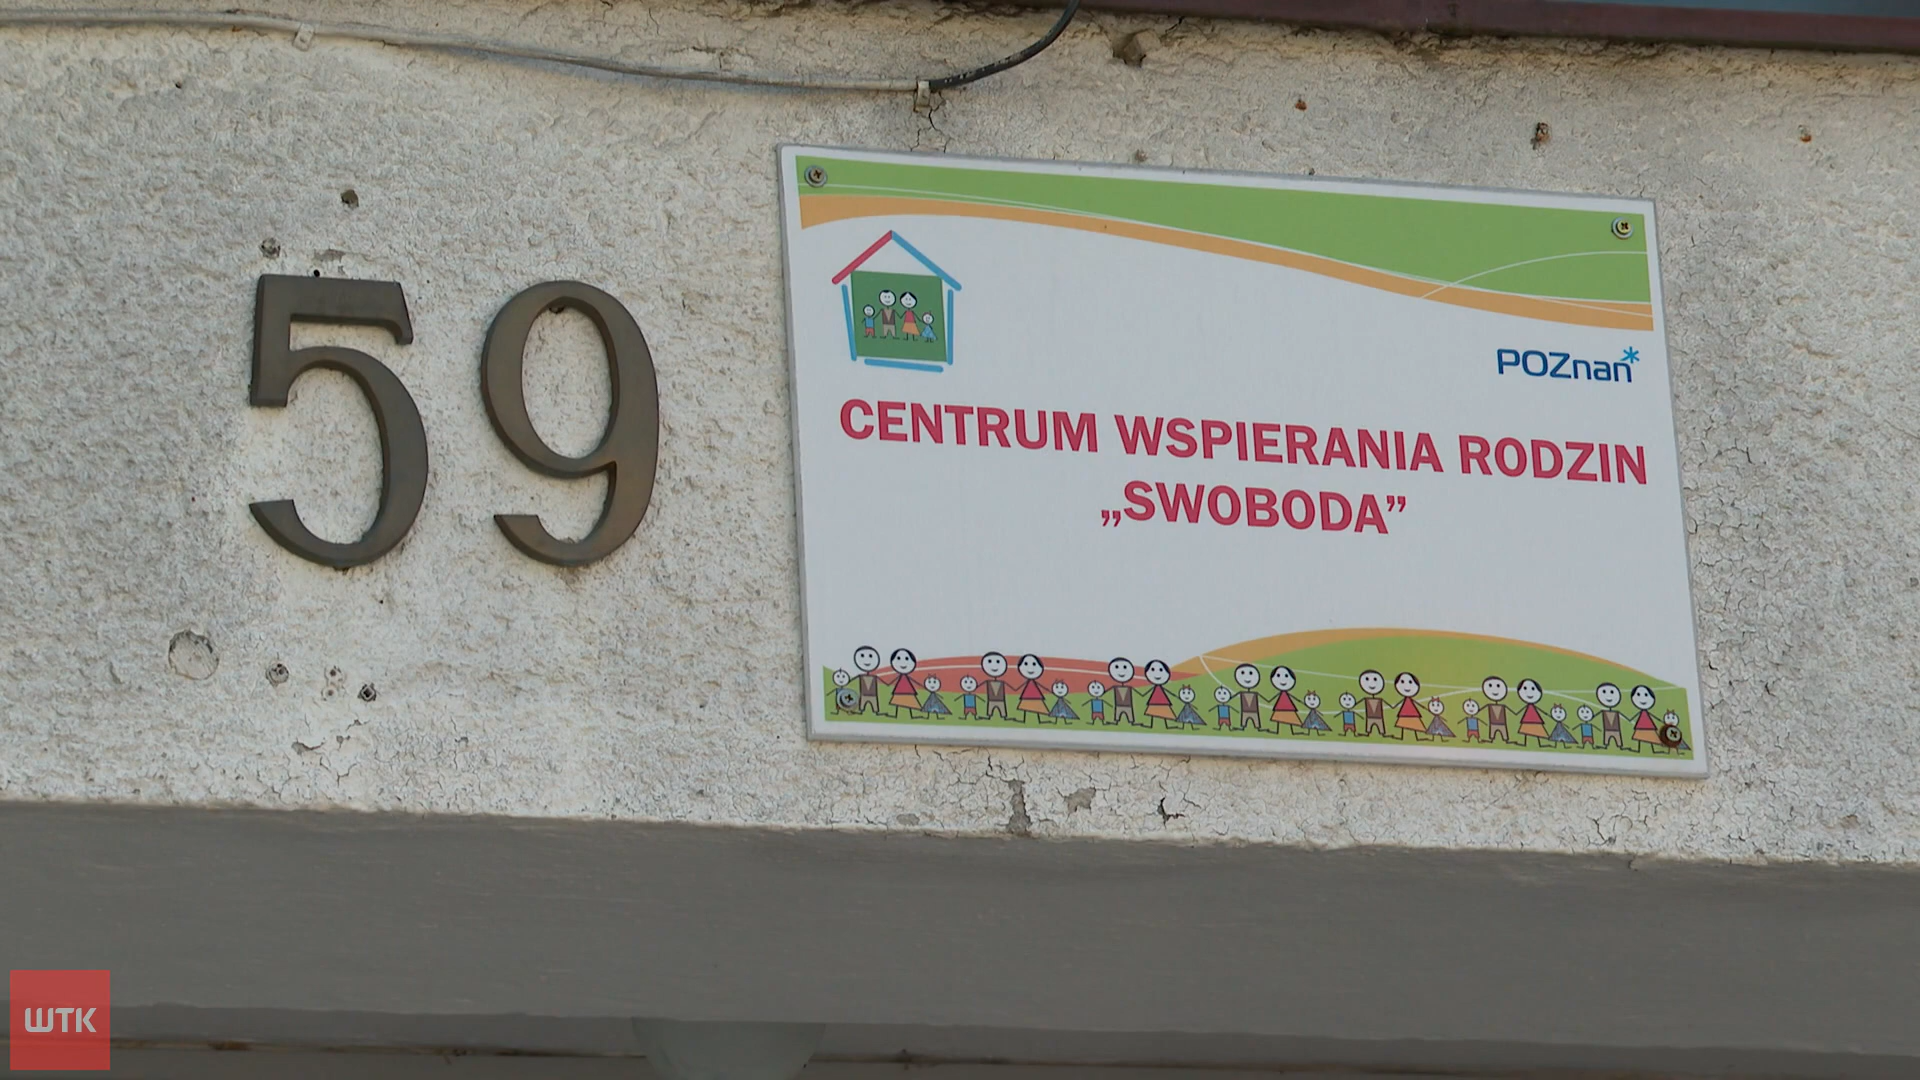 59
POZnan*
CENTRUM WSPIERANIA RODZIN
„SWOBODA”
WTK